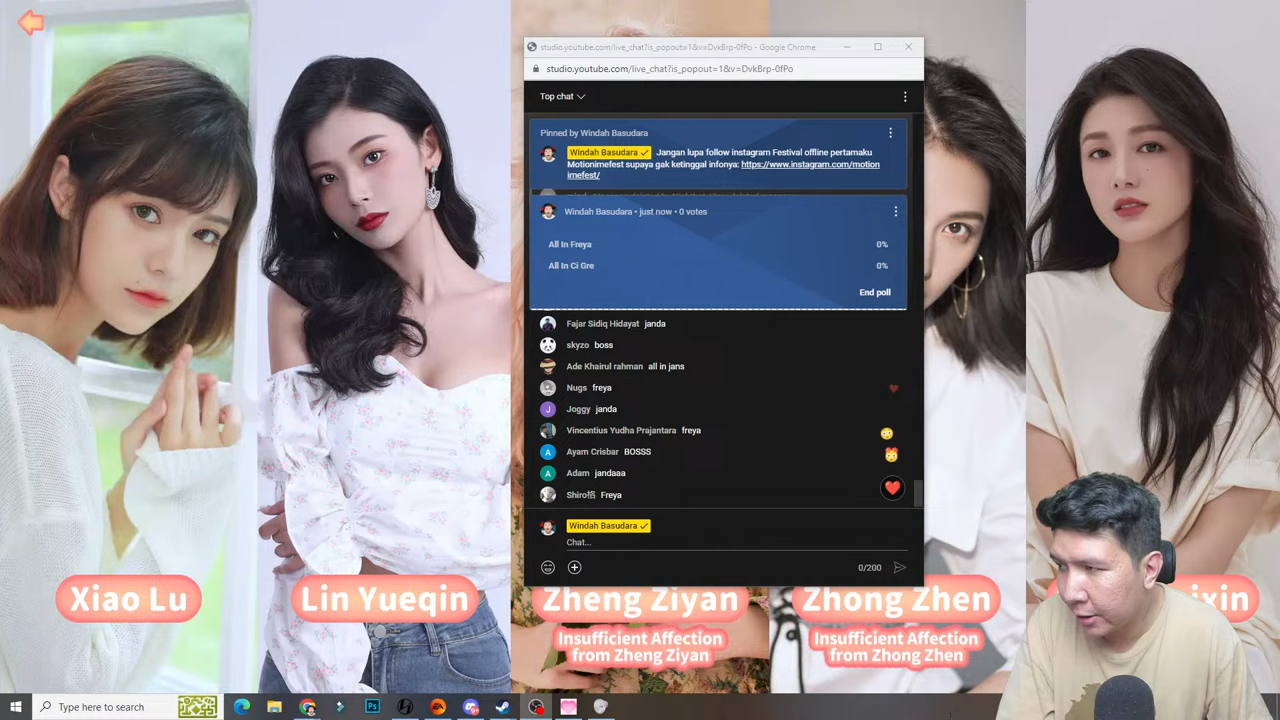 studio.youtube.com/live_chat?is_popout=1&v=DvkBrp-0fPo - Google Chrome
studio.youtube.com/live_chat?is_popout=1&v=DvkBrp-0fPo
Top chat
Pinned by Windah Basudara
Windah Basudara Jangan lupa follow instagram Festival offline pertamaku
Motionimefest supaya gak ketinggal infonya: https://www.instagram.com/motion
imefest/
Windah Basudara • just now • 0 votes
All In Freya 0%
All In Ci Gre 0%
End poll
Fajar Sidiq Hidayat janda
skyzo boss
Ade Khairul rahman all in jans
Nugs freya
J Joggy janda
Vincentius Yudha Prajantara freya
A Ayam Crisbar BOSSS
A Adam jandaaa
Shiro Freya
Windah Basudara
Chat...
0/200
Xiao Lu
Lin Yueqin
Zheng Ziyan
Insufficient Affection
from Zheng Ziyan
Zhong Zhen
Insufficient Affection
from Zhong Zhen
ixin
Type here to search